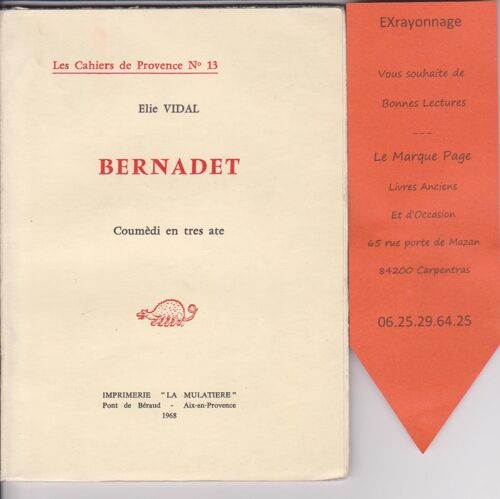 Les Cahiers de Provence Nº 13
Elie VIDAL
BERNADET
Coumèdi en tres ate
IMPRIMERIE "LA MULATIERE"
Pont de Béraud - Aix-en-Provence
1968
EXrayonnage
Vous souhaite de
Bonnes Lectures
---
Le Marque Page
Livres Anciens
Et d'Occasion
65 rue porte de Mazan
84200 Carpentras
06.25.29.64.25